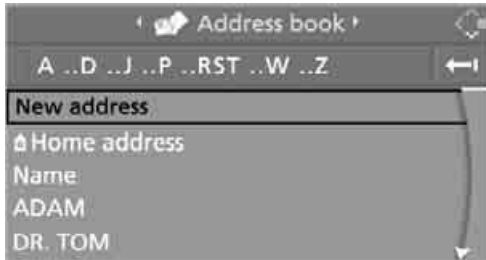 Address book
A ..D ..J ..P ..RST ..W ..Z
New address
Home address
Name
ADAM
DR. TOM